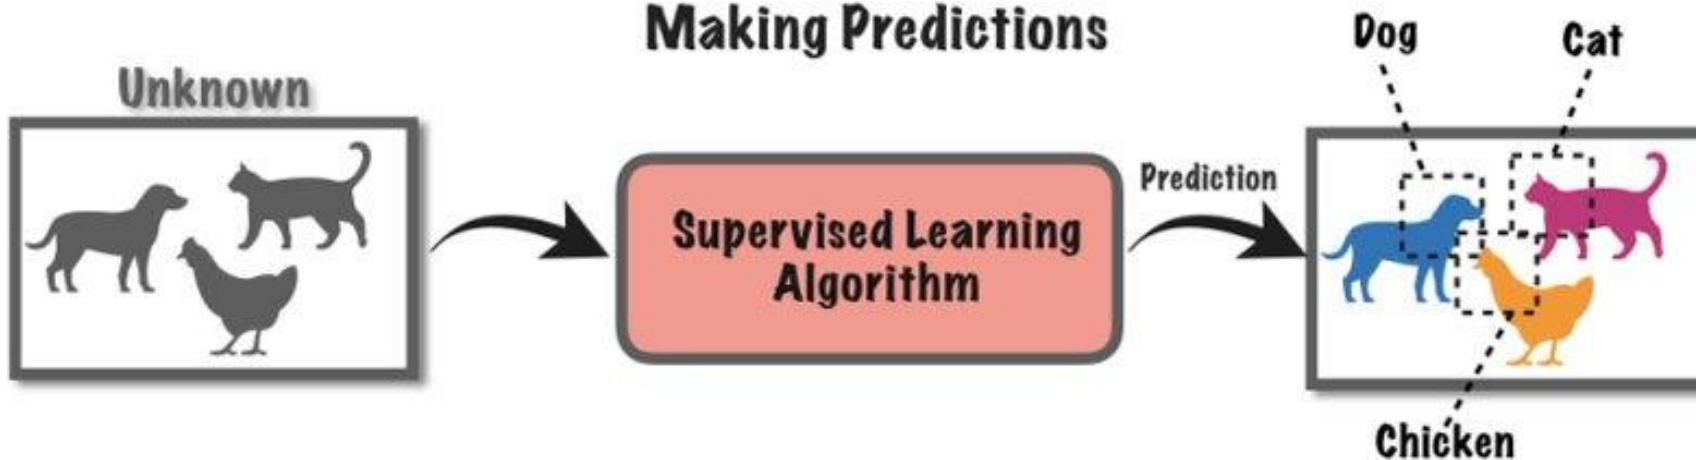 Making Predictions
Unknown
Supervised Learning
Algorithm
Prediction
Dog
Cat
Chicken